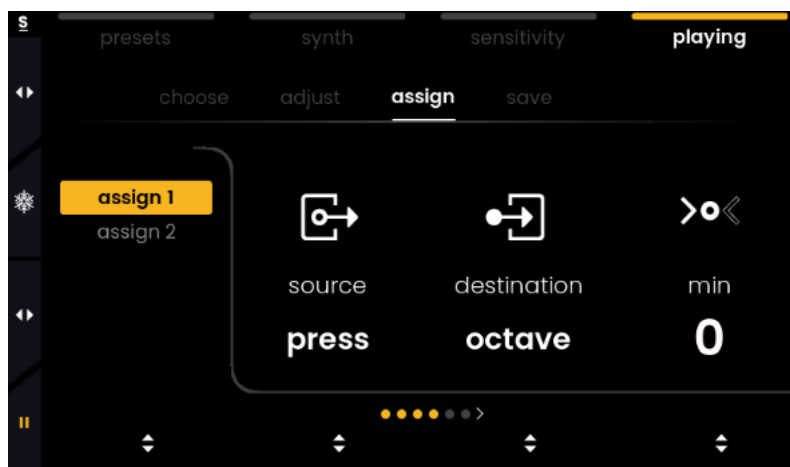 S
presets synth sensitivity playing
choose adjust assign save
assign 1
assign 2
source destination min
press octave 0